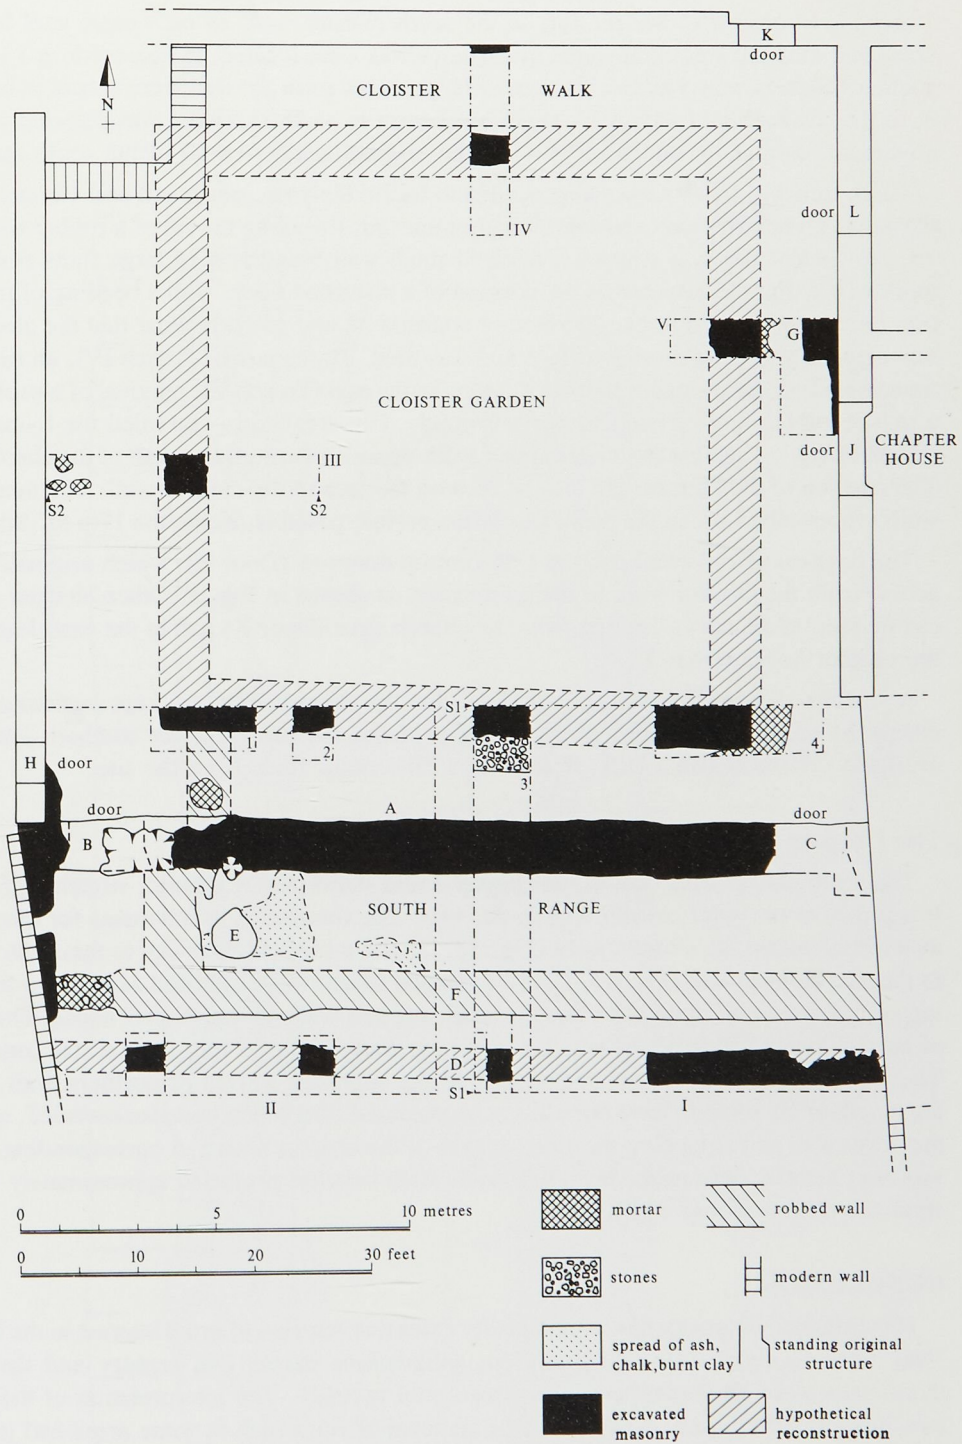 K
door
CLOISTER WALK
N
door L
IV
V
G
CLOISTER GARDEN
door J CHAPTER
HOUSE
III
S2 S2
S1
1
2
3
4
H door
door A door
B C
SOUTH RANGE
E
F
D
S1
II I
0 5 10 metres
0 10 20 30 feet
mortar robbed wall
stones modern wall
spread of ash,
chalk,burnt clay
standing original
structure
excavated
masonry
hypothetical
reconstruction